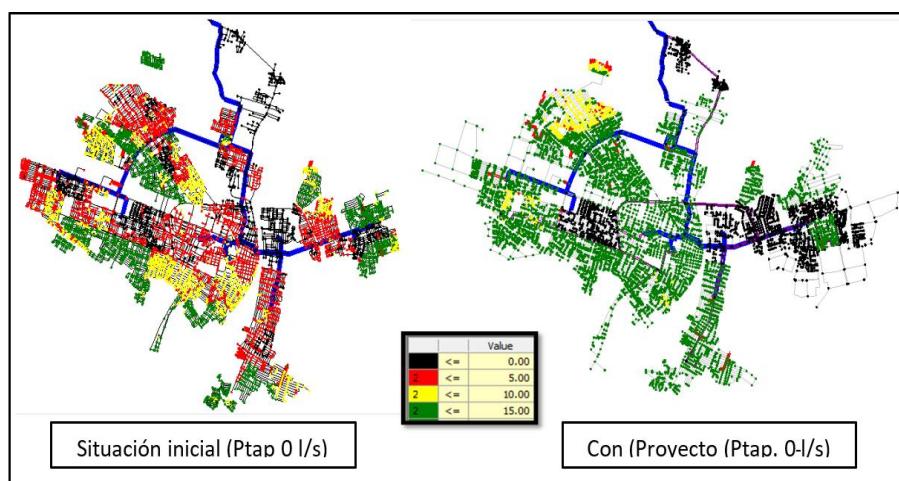 Value
<= 0.00
2 <= 5.00
2 <= 10.00
2 <= 15.00
Situación inicial (Ptap 0 l/s)
Con (Proyecto (Ptap. 0-l/s)